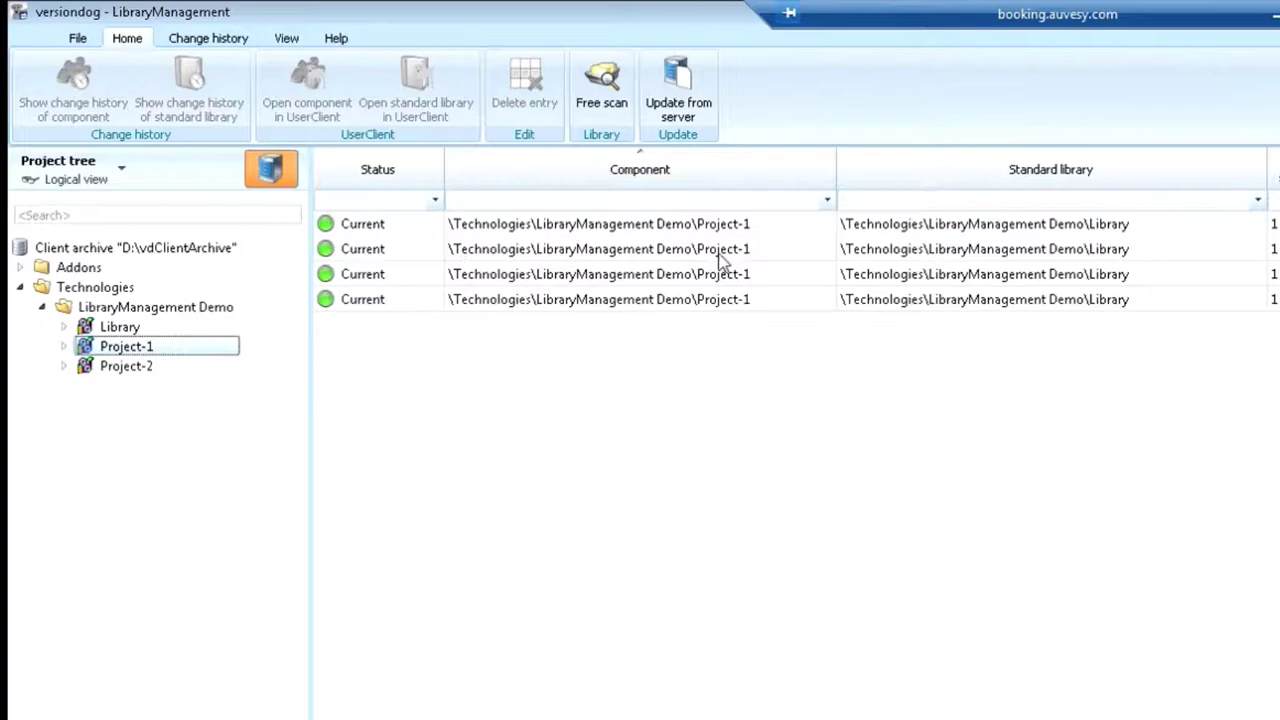 versiondog - LibraryManagement
booking.auvesy.com
File Home Change history View Help
Show change history of component
Show change history of standard library
Change history
Open component in UserClient
Open standard library in UserClient
UserClient
Delete entry
Edit
Free scan
Library
Update from server
Update
Project tree
Logical view
<Search>
Client archive "D:\vdClientArchive"
Addons
Technologies
LibraryManagement Demo
Library
Project-1
Project-2
Status Component Standard library
Current \Technologies\LibraryManagement Demo\Project-1 \Technologies\LibraryManagement Demo\Library 1
Current \Technologies\LibraryManagement Demo\Project-1 \Technologies\LibraryManagement Demo\Library
Current \Technologies\LibraryManagement Demo\Project-1 \Technologies\LibraryManagement Demo\Library 1
Current \Technologies\LibraryManagement Demo\Project-1 \Technologies\LibraryManagement Demo\Library 1